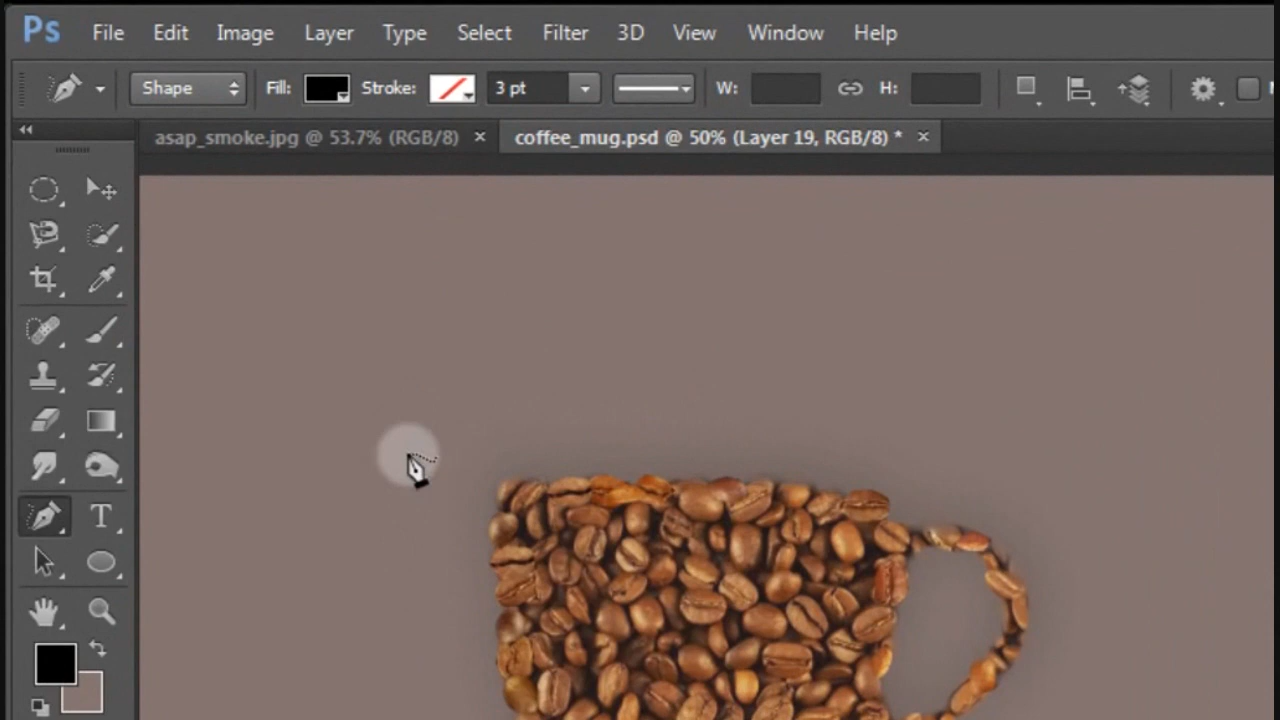 Ps File Edit Image Layer Type Select Filter 3D View Window Help
Shape Fill: Stroke: 3 pt W: H:
asap_smoke.jpg @ 53.7% (RGB/8) × coffee_mug.psd @ 50% (Layer 19, RGB/8) * ×
T